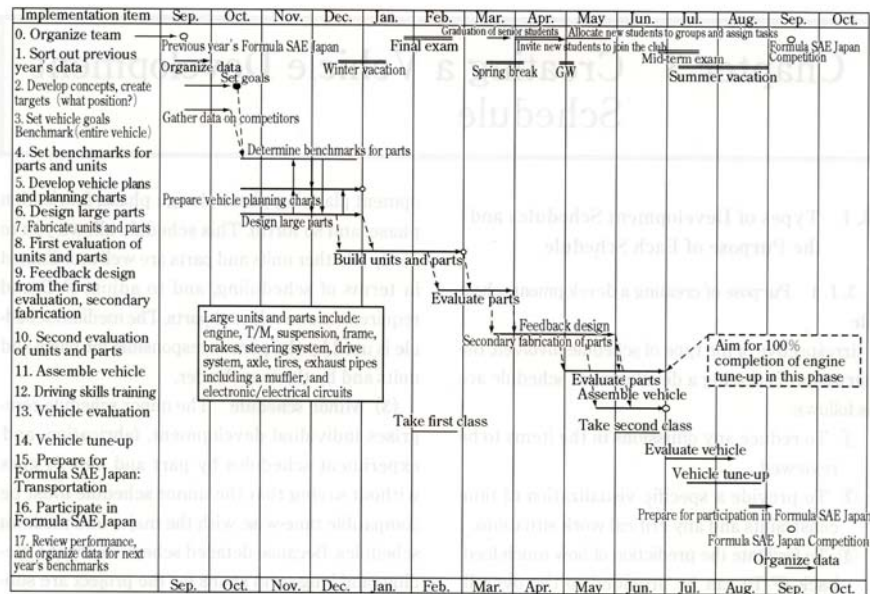 Implementation item Sep. Oct. Nov. Dec. Jan. Feb. Mar. Apr. May Jun. Jul. Aug. Sep. Oct.
0. Organize team
Previous year's Formula SAE Japan
Final exam
Graduation of senior students
Invite new students to join the club
Allocate new students to groups and assign tasks
Formula SAE Japan
Competition
1. Sort out previous
year's data
Organize data
Winter vacation
Spring break
GW
Mid-term exam
Summer vacation
2. Develop concepts, create
targets (what position?)
Set goals
3. Set vehicle goals
Benchmark (entire vehicle)
Gather data on competitors
4. Set benchmarks for
parts and units
Determine benchmarks for parts
5. Develop vehicle plans
and planning charts
Prepare vehicle planning charts
6. Design large parts
Design large parts
7. Fabricate units and parts
Build units and parts
8. First evaluation of
units and parts
Evaluate parts
9. Feedback design
from the first
evaluation, secondary
fabrication
Feedback design
Secondary fabrication of parts
Large units and parts include:
engine, T/M, suspension, frame,
brakes, steering system, drive
system, axle, tires, exhaust pipes
including a muffler, and
electronic/electrical circuits
10. Second evaluation
of units and parts
Evaluate parts
Aim for 100%
completion of engine
tune-up in this phase
11. Assemble vehicle
Assemble vehicle
12. Driving skills training
Take first class
Take second class
13. Vehicle evaluation
Evaluate vehicle
14. Vehicle tune-up
Vehicle tune-up
15. Prepare for
Formula SAE Japan:
Transportation
Prepare for participation in Formula SAE Japan
16. Participate in
Formula SAE Japan
Formula SAE Japan Competition
17. Review performance,
and organize data for next
year's benchmarks
Organize data
Sep. Oct. Nov. Dec. Jan. Feb. Mar. Apr. May Jun. Jul. Aug. Sep. Oct.